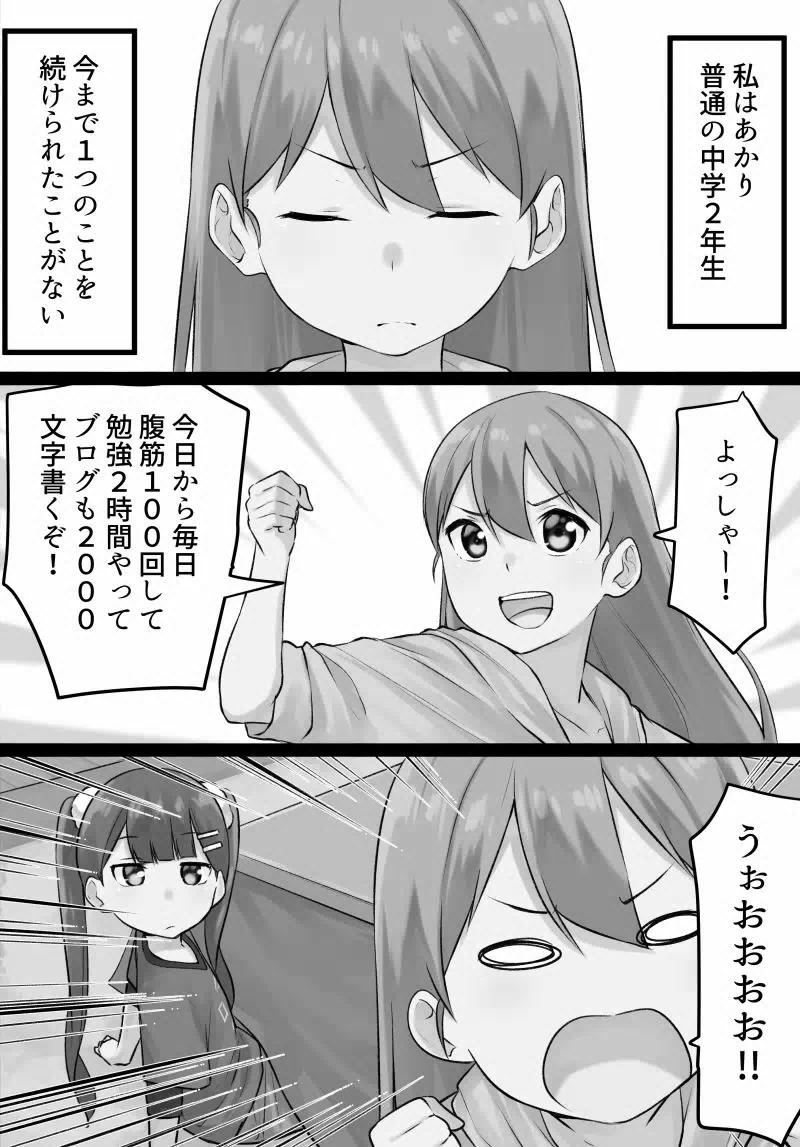 私はあかり
普通の中学２年生
今まで１つのことを
続けられたことがない
よっしゃー！
今日から毎日
腹筋１００回して
勉強２時間やって
ブログも２０００
文字書くぞ！
うぉおおおお!!